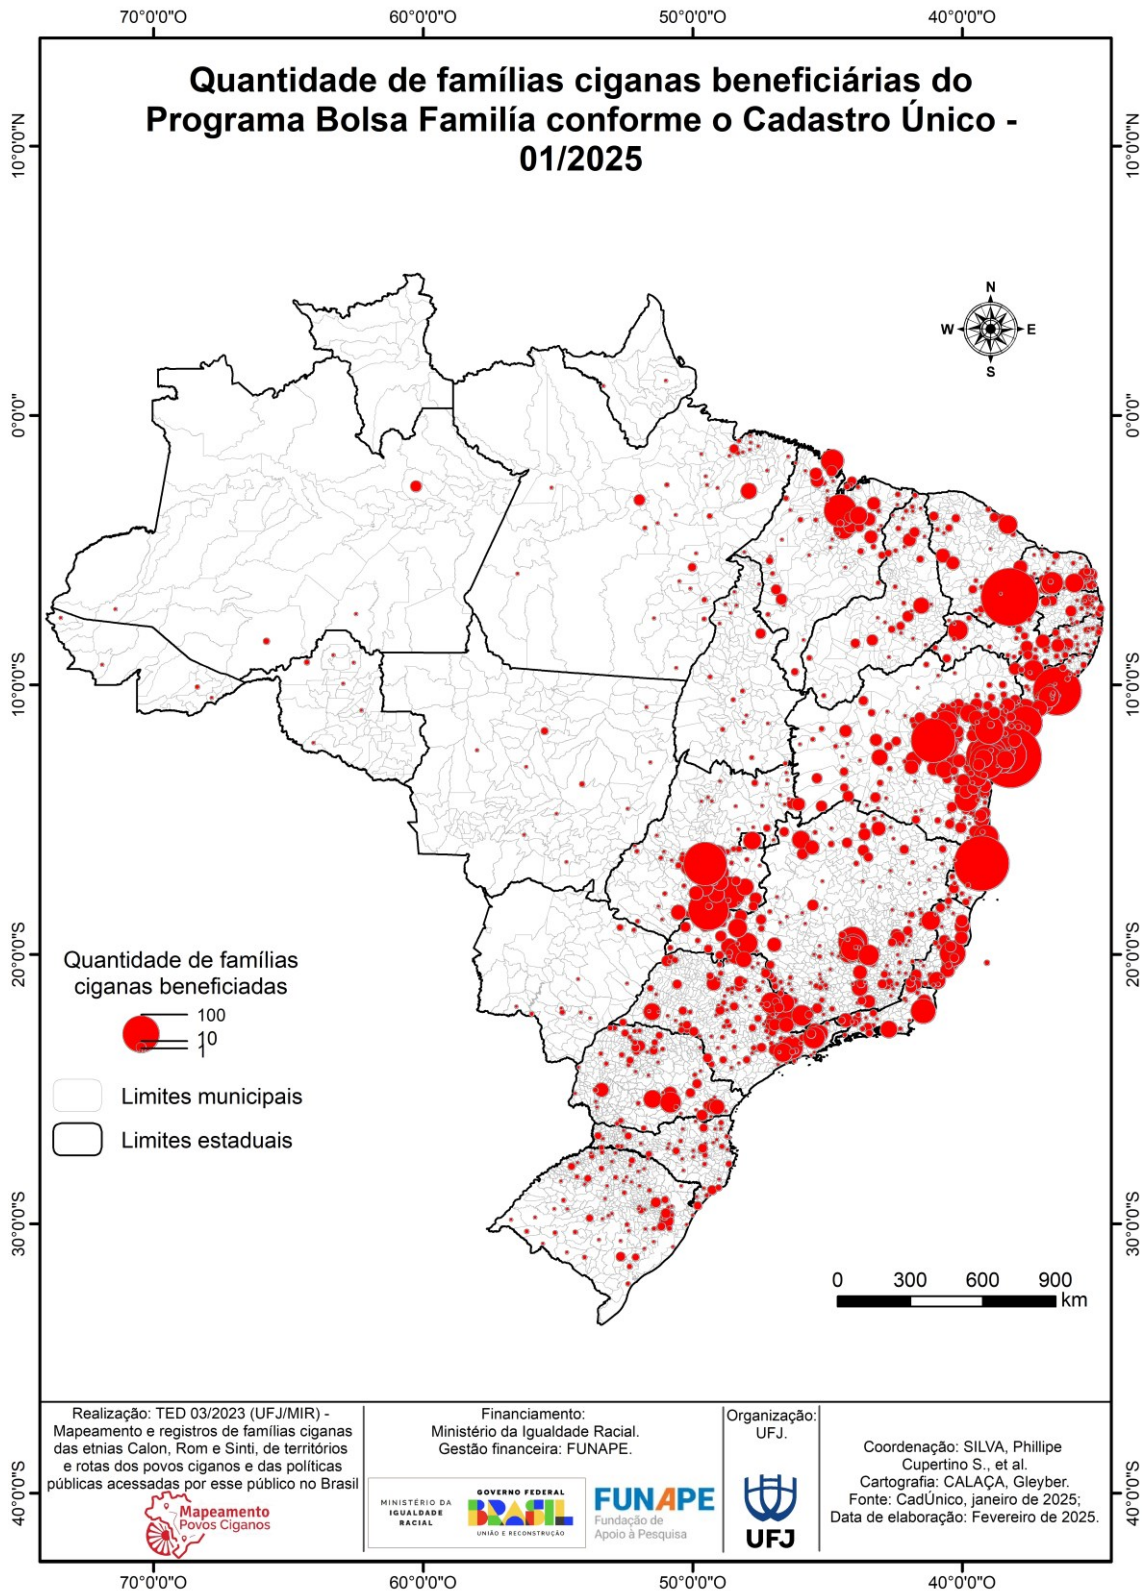 70°0'0"O 60°0'0"O 50°0'0"O 40°0'0"O
Quantidade de famílias ciganas beneficiárias do
Programa Bolsa Familía conforme o Cadastro Único -
01/2025
10°0'0"N 10°0'0"N
N
W E
S
0°0'0" 0°0'0"
10°0'0"S 10°0'0"S
20°0'0"S 20°0'0"S
Quantidade de famílias
ciganas beneficiadas
100
10
1
Limites municipais
Limites estaduais
30°0'0"S 30°0'0"S
0 300 600 900
km
Realização: TED 03/2023 (UFJ/MIR) -
Mapeamento e registros de famílias ciganas
das etnias Calon, Rom e Sinti, de territórios
e rotas dos povos ciganos e das políticas
públicas acessadas por esse público no Brasil
Mapeamento
Povos Ciganos
Financiamento:
Ministério da Igualdade Racial.
Gestão financeira: FUNAPE.
MINISTÉRIO DA
IGUALDADE
RACIAL
GOVERNO FEDERAL
BRASIL
UNIÃO E RECONSTRUÇÃO
FUNAPE
Fundação de
Apoio à Pesquisa
Organização:
UFJ.
UFJ
Coordenação: SILVA, Phillipe
Cupertino S., et al.
Cartografia: CALAÇA, Gleyber.
Fonte: CadÚnico, janeiro de 2025;
Data de elaboração: Fevereiro de 2025.
40°0'0"S 40°0'0"S
70°0'0"O 60°0'0"O 50°0'0"O 40°0'0"O